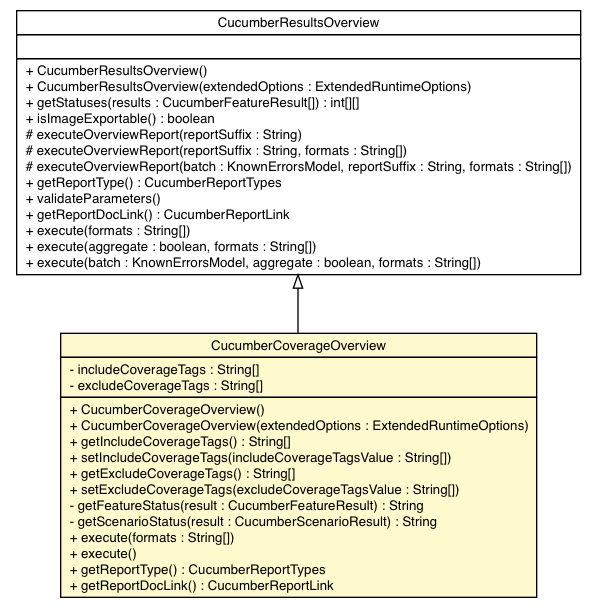 CucumberResultsOverview
+ CucumberResultsOverview()
+ CucumberResultsOverview(extendedOptions : ExtendedRuntimeOptions)
+ getStatuses(results : CucumberFeatureResult[]) : int[][]
+ isImageExportable() : boolean
# executeOverviewReport(reportSuffix : String)
# executeOverviewReport(reportSuffix : String, formats : String[])
# executeOverviewReport(batch : KnownErrorsModel, reportSuffix : String, formats : String[])
+ getReportType() : CucumberReportTypes
+ validateParameters()
+ getReportDocLink() : CucumberReportLink
+ execute(formats : String[])
+ execute(aggregate : boolean, formats : String[])
+ execute(batch : KnownErrorsModel, aggregate : boolean, formats : String[])
CucumberCoverageOverview
- includeCoverageTags : String[]
- excludeCoverageTags : String[]
+ CucumberCoverageOverview()
+ CucumberCoverageOverview(extendedOptions : ExtendedRuntimeOptions)
+ getIncludeCoverageTags() : String[]
+ setIncludeCoverageTags(includeCoverageTagsValue : String[])
+ getExcludeCoverageTags() : String[]
+ setExcludeCoverageTags(excludeCoverageTagsValue : String[])
- getFeatureStatus(result : CucumberFeatureResult) : String
- getScenarioStatus(result : CucumberScenarioResult) : String
+ execute(formats : String[])
+ execute()
+ getReportType() : CucumberReportTypes
+ getReportDocLink() : CucumberReportLink